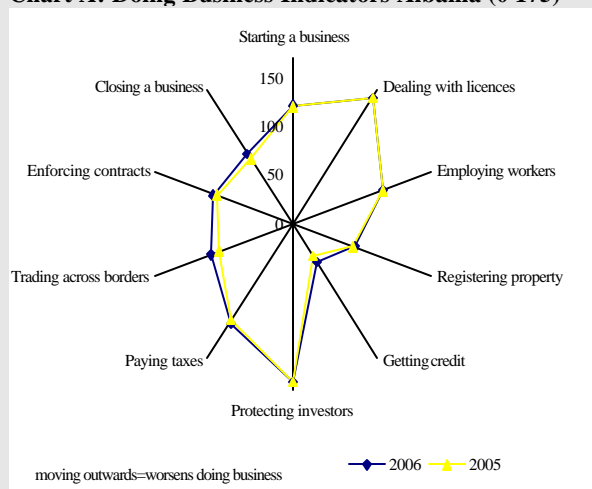 Chart A: Doing Business Indicators Albania (0-175)
Starting a business
150
Closing a business
Dealing with licences
100
Enforcing contracts
Employing workers
50
0
Trading across borders
Registering property
Paying taxes
Getting credit
Protecting investors
2006
2005
moving outwards=worsens doing business